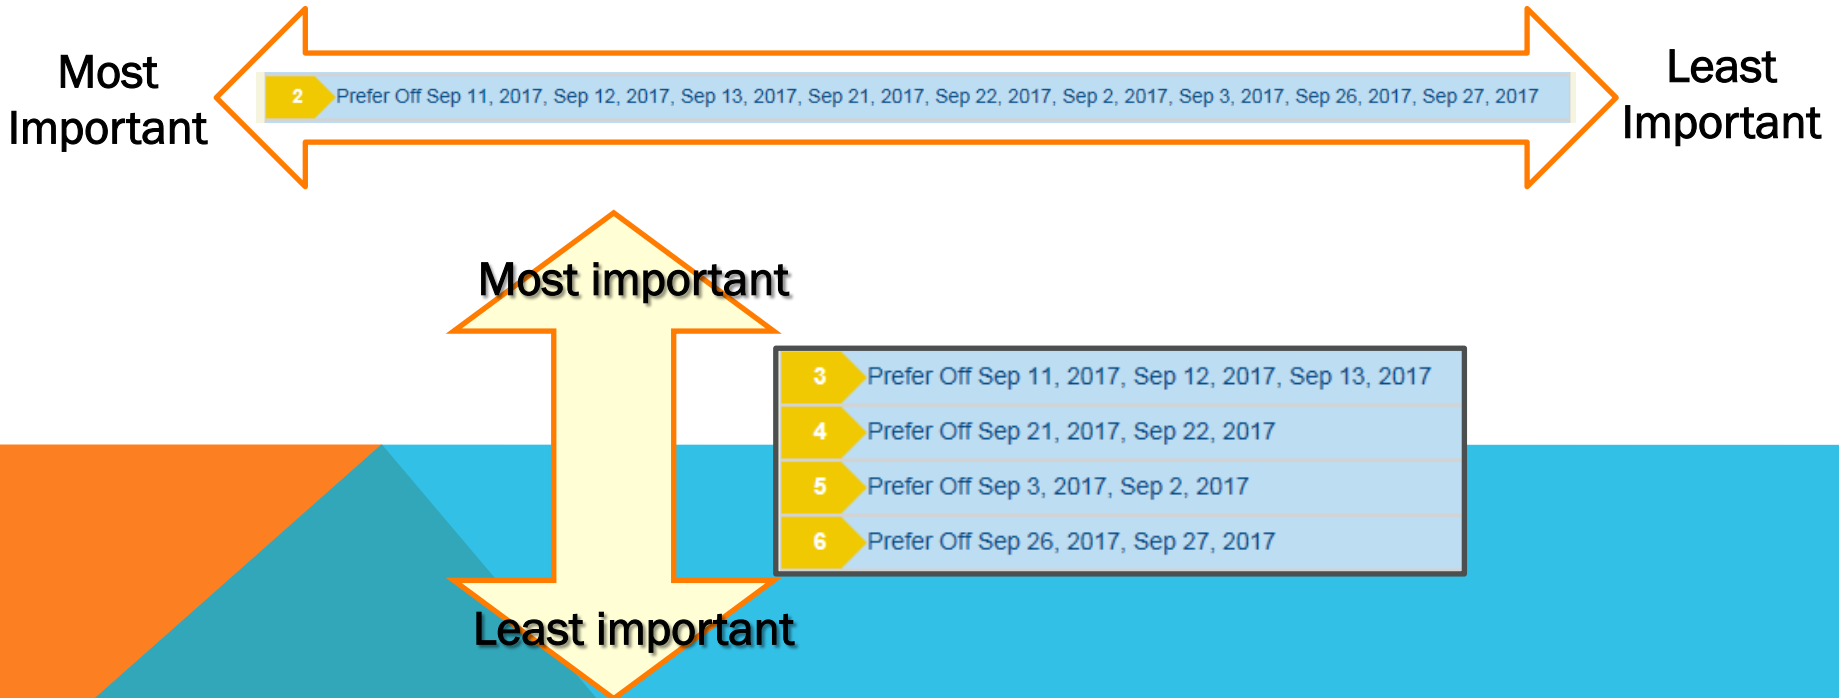 Most
Important
2 Prefer Off Sep 11, 2017, Sep 12, 2017, Sep 13, 2017, Sep 21, 2017, Sep 22, 2017, Sep 2, 2017, Sep 3, 2017, Sep 26, 2017, Sep 27, 2017
Least
Important
Most important
3 Prefer Off Sep 11, 2017, Sep 12, 2017, Sep 13, 2017
4 Prefer Off Sep 21, 2017, Sep 22, 2017
5 Prefer Off Sep 3, 2017, Sep 2, 2017
6 Prefer Off Sep 26, 2017, Sep 27, 2017
Least important